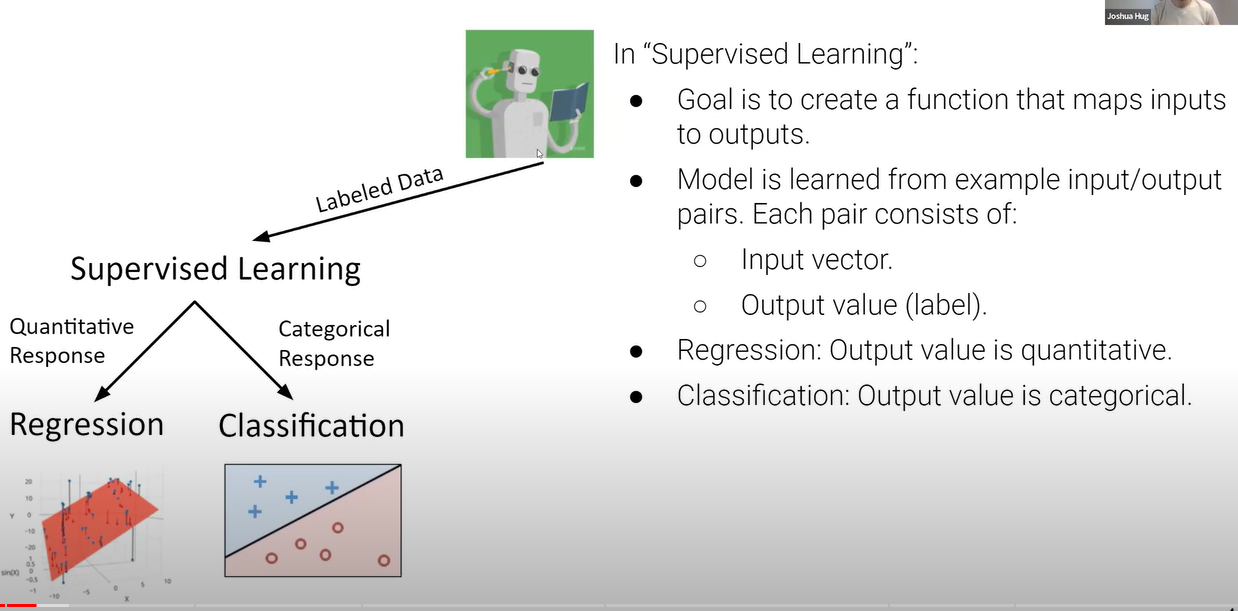 Joshua Hug
In “Supervised Learning”:
● Goal is to create a function that maps inputs
to outputs.
● Model is learned from example input/output
pairs. Each pair consists of:
○ Input vector.
○ Output value (label).
● Regression: Output value is quantitative.
● Classification: Output value is categorical.
Labeled Data
Supervised Learning
Quantitative
Response
Categorical
Response
Regression
Classification
20
10
Y 0
−10
−20
1
0.5
sin(X) 0
−0.5
−1
−10
−5
0
5
10
X